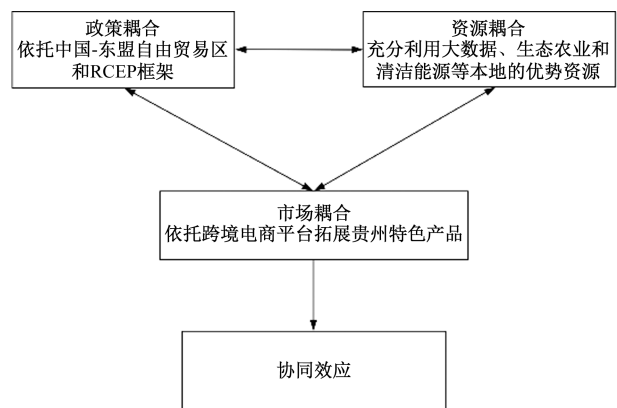 政策耦合
依托中国-东盟自由贸易区
和RCEP框架
资源耦合
充分利用大数据、生态农业和
清洁能源等本地的优势资源
市场耦合
依托跨境电商平台拓展贵州特色产品
协同效应